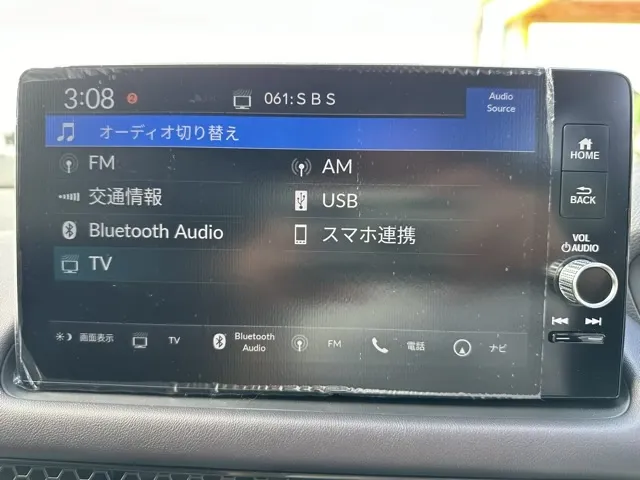 3:08 2 061:SBS Audio Source
オーディオ切り替え
FM AM
交通情報 USB
Bluetooth Audio スマホ連携
TV
画面表示 TV Bluetooth Audio FM 電話 ナビ
HOME
BACK
VOL
AUDIO